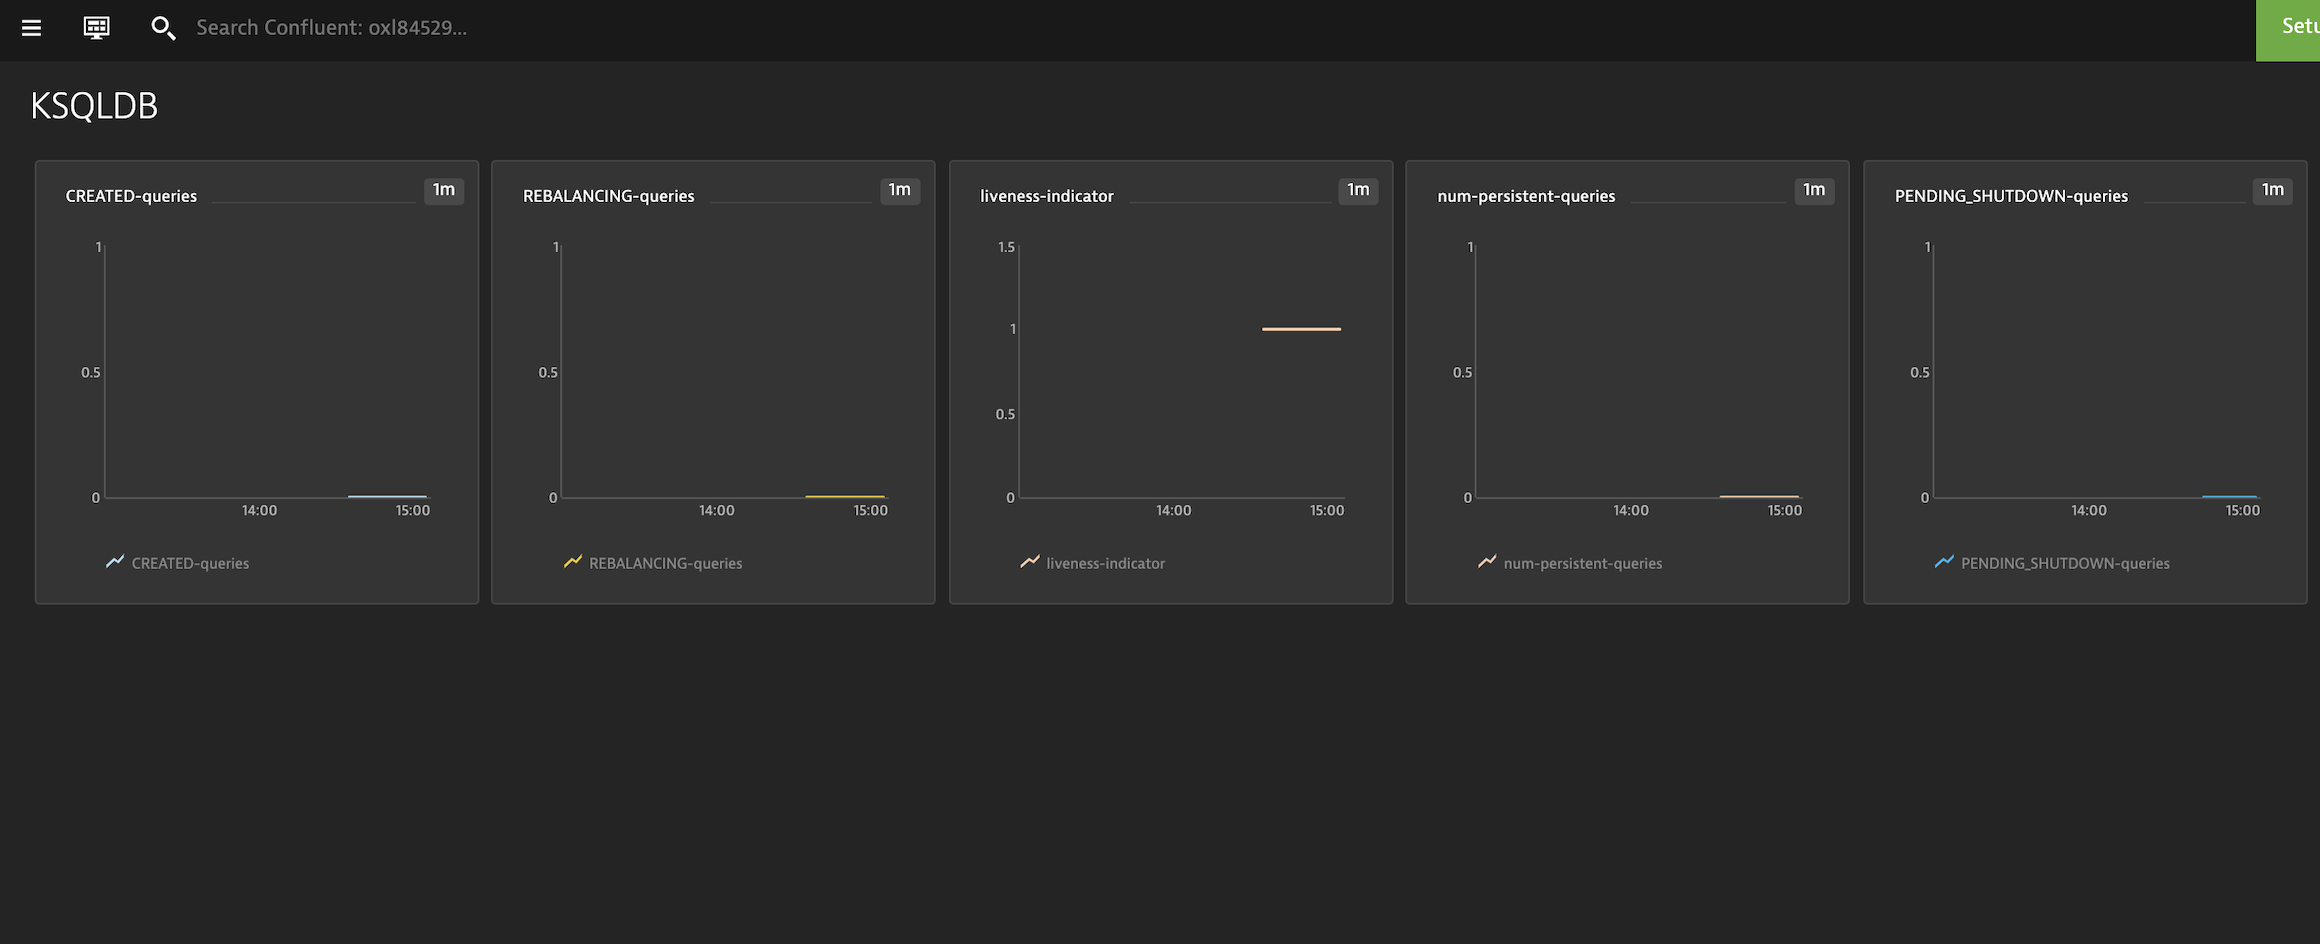 Search Confluent: oxl84529...
KSQLDB
CREATED-queries 1m
1
0.5
0
14:00 15:00
CREATED-queries
REBALANCING-queries 1m
1
0.5
0
14:00 15:00
REBALANCING-queries
liveness-indicator 1m
1.5
1
0.5
0
14:00 15:00
liveness-indicator
num-persistent-queries 1m
1
0.5
0
14:00 15:00
num-persistent-queries
PENDING_SHUTDOWN-queries 1m
1
0.5
0
14:00 15:00
PENDING_SHUTDOWN-queries